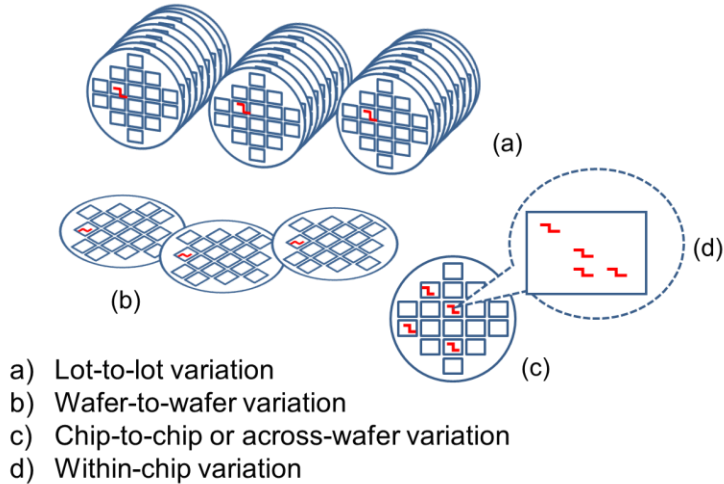 (a)
(b)
(c)
(d)
a) Lot-to-lot variation
b) Wafer-to-wafer variation
c) Chip-to-chip or across-wafer variation
d) Within-chip variation